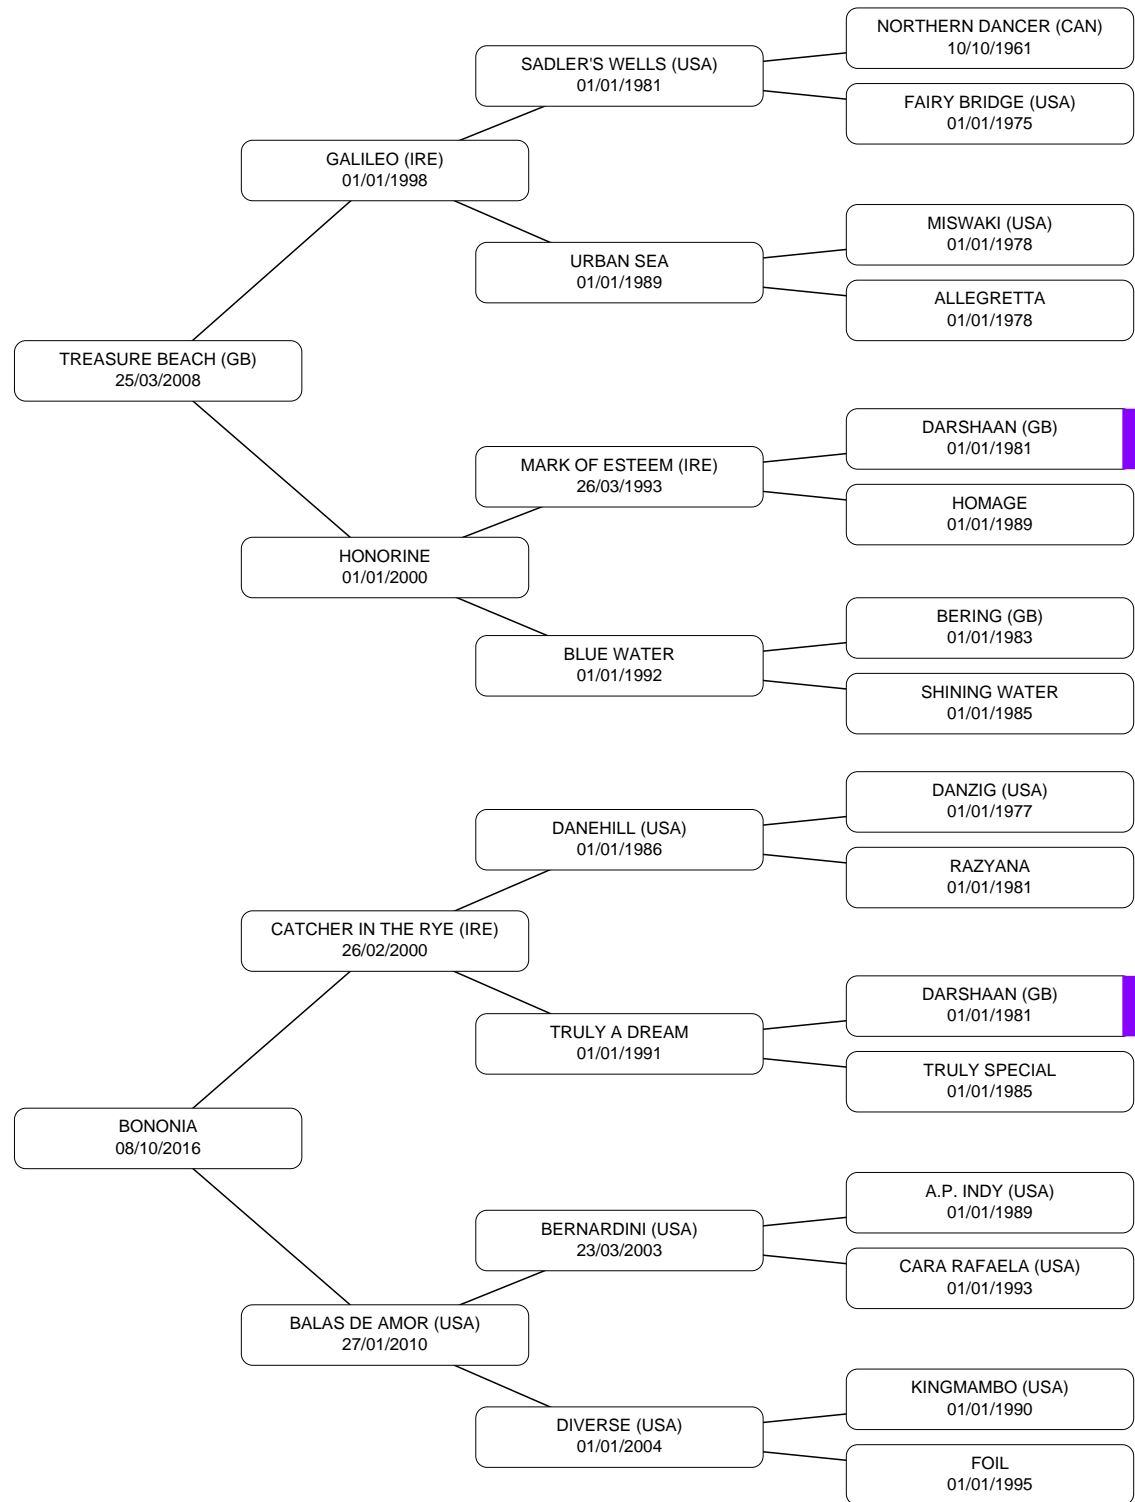 NORTHERN DANCER (CAN)
10/10/1961
SADLER'S WELLS (USA)
01/01/1981
FAIRY BRIDGE (USA)
01/01/1975
GALILEO (IRE)
01/01/1998
MISWAKI (USA)
01/01/1978
URBAN SEA
01/01/1989
ALLEGRETTA
01/01/1978
TREASURE BEACH (GB)
25/03/2008
DARSHAAN (GB)
01/01/1981
MARK OF ESTEEM (IRE)
26/03/1993
HOMAGE
01/01/1989
HONORINE
01/01/2000
BERING (GB)
01/01/1983
BLUE WATER
01/01/1992
SHINING WATER
01/01/1985
DANZIG (USA)
01/01/1977
DANEHILL (USA)
01/01/1986
RAZYANA
01/01/1981
CATCHER IN THE RYE (IRE)
26/02/2000
DARSHAAN (GB)
01/01/1981
TRULY A DREAM
01/01/1991
TRULY SPECIAL
01/01/1985
BONONIA
08/10/2016
A.P. INDY (USA)
01/01/1989
BERNARDINI (USA)
23/03/2003
CARA RAFAELA (USA)
01/01/1993
BALAS DE AMOR (USA)
27/01/2010
KINGMAMBO (USA)
01/01/1990
DIVERSE (USA)
01/01/2004
FOIL
01/01/1995